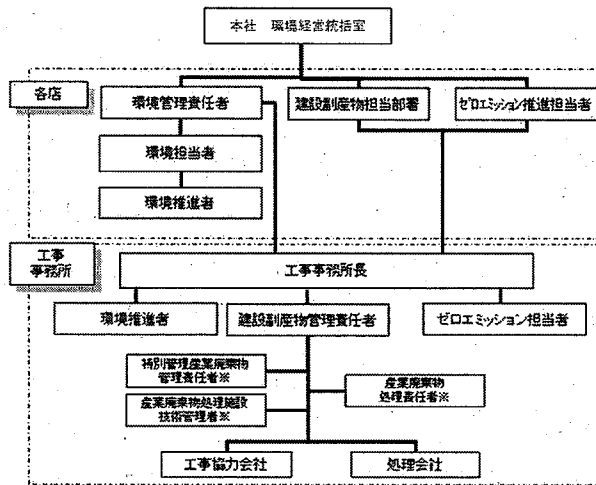 本社 環境経営統括室
各店
環境管理責任者
建設副産物担当部署
ゼロエミッション推進担当者
環境担当者
環境推進者
工事
事務所
工事事務所長
環境推進者
建設副産物管理責任者
ゼロエミッション担当者
特別管理産業廃棄物
管理責任者※
産業廃棄物
処理責任者※
産業廃棄物処理施設
技術管理者※
工事協力会社
処理会社